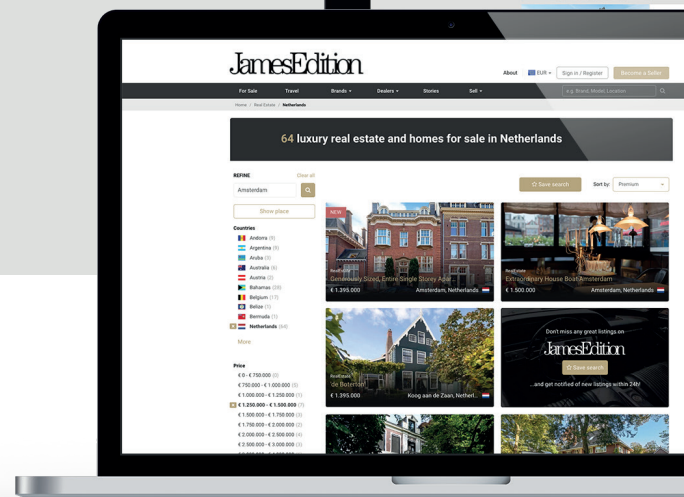 JamesEdition
About
EUR
Sign in / Register
Become a Seller
For Sale
Travel
Brands
Dealers
Stories
Sell
e.g. Brand, Model, Location
Home / Real Estate / Netherlands
64 luxury real estate and homes for sale in Netherlands
REFINE
Clear all
Amsterdam
Show place
Countries
Andorra (9)
Argentina (6)
Aruba (3)
Australia (6)
Austria (2)
Bahamas (28)
Belgium (17)
Belize (1)
Bermuda (1)
Netherlands (64)
More
Price
€ 0 - € 750 000 (0)
€ 750.000 - € 1 000.000
€ 1.000.000 - € 1 250.000 (1)
€ 1.250.000 - € 1 500.000 (7)
€ 1.500.000 - € 1 750.000 (3)
€ 1.750.000 - € 2 000.000 (2)
€ 2.000.000 - € 2 500.000 (4)
€ 2 500.000 - € 3 000.000
Save search
Sort by:
Premium
NEW
Real Estate
Generously Sized, Entire Single Storey Apar...
€ 1.395.000
Amsterdam, Netherlands
Real Estate
Extraordinary House Boat Amsterdam
€ 1 500.000
Amsterdam, Netherlands
Real Estate
'de Boterton'
€ 1.395.000
Koog aan de Zaan, Netherl...
Don't miss any great listings on
JamesEdition
Save search
...and get notified of new listings within 24h!